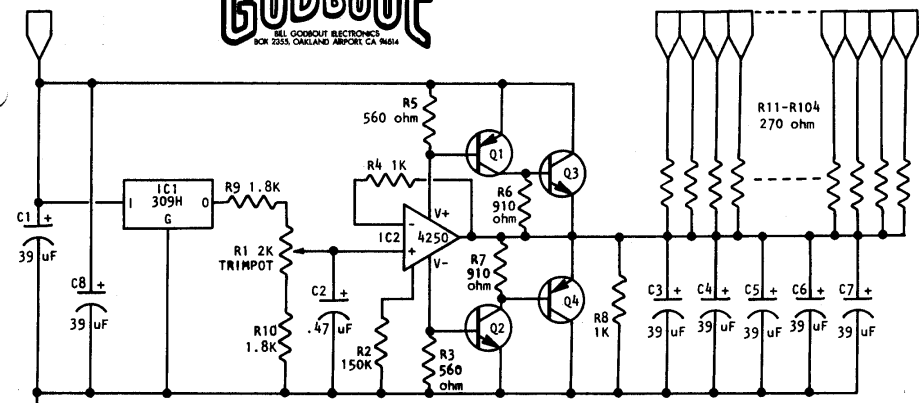 GODBOUT
BILL GODBOUT ELECTRONICS
BOX 2355, OAKLAND AIRPORT, CA 94614
R5
560 ohm
Q1
R11-R104
270 ohm
R4 1K
Q3
IC1
309H
I
O
G
R9 1.8K
R6
910
ohm
C1
+
39 uF
R1 2K
TRIMPOT
IC2
-
+
4250
V+
V-
R7
910
ohm
Q4
C8
+
39 uF
C2
+
.47 uF
R10
1.8K
R2
150K
Q2
R3
560
ohm
R8
1K
C3
+
39 uF
C4
+
39 uF
C5
+
39 uF
C6
+
39 uF
C7
+
39 uF